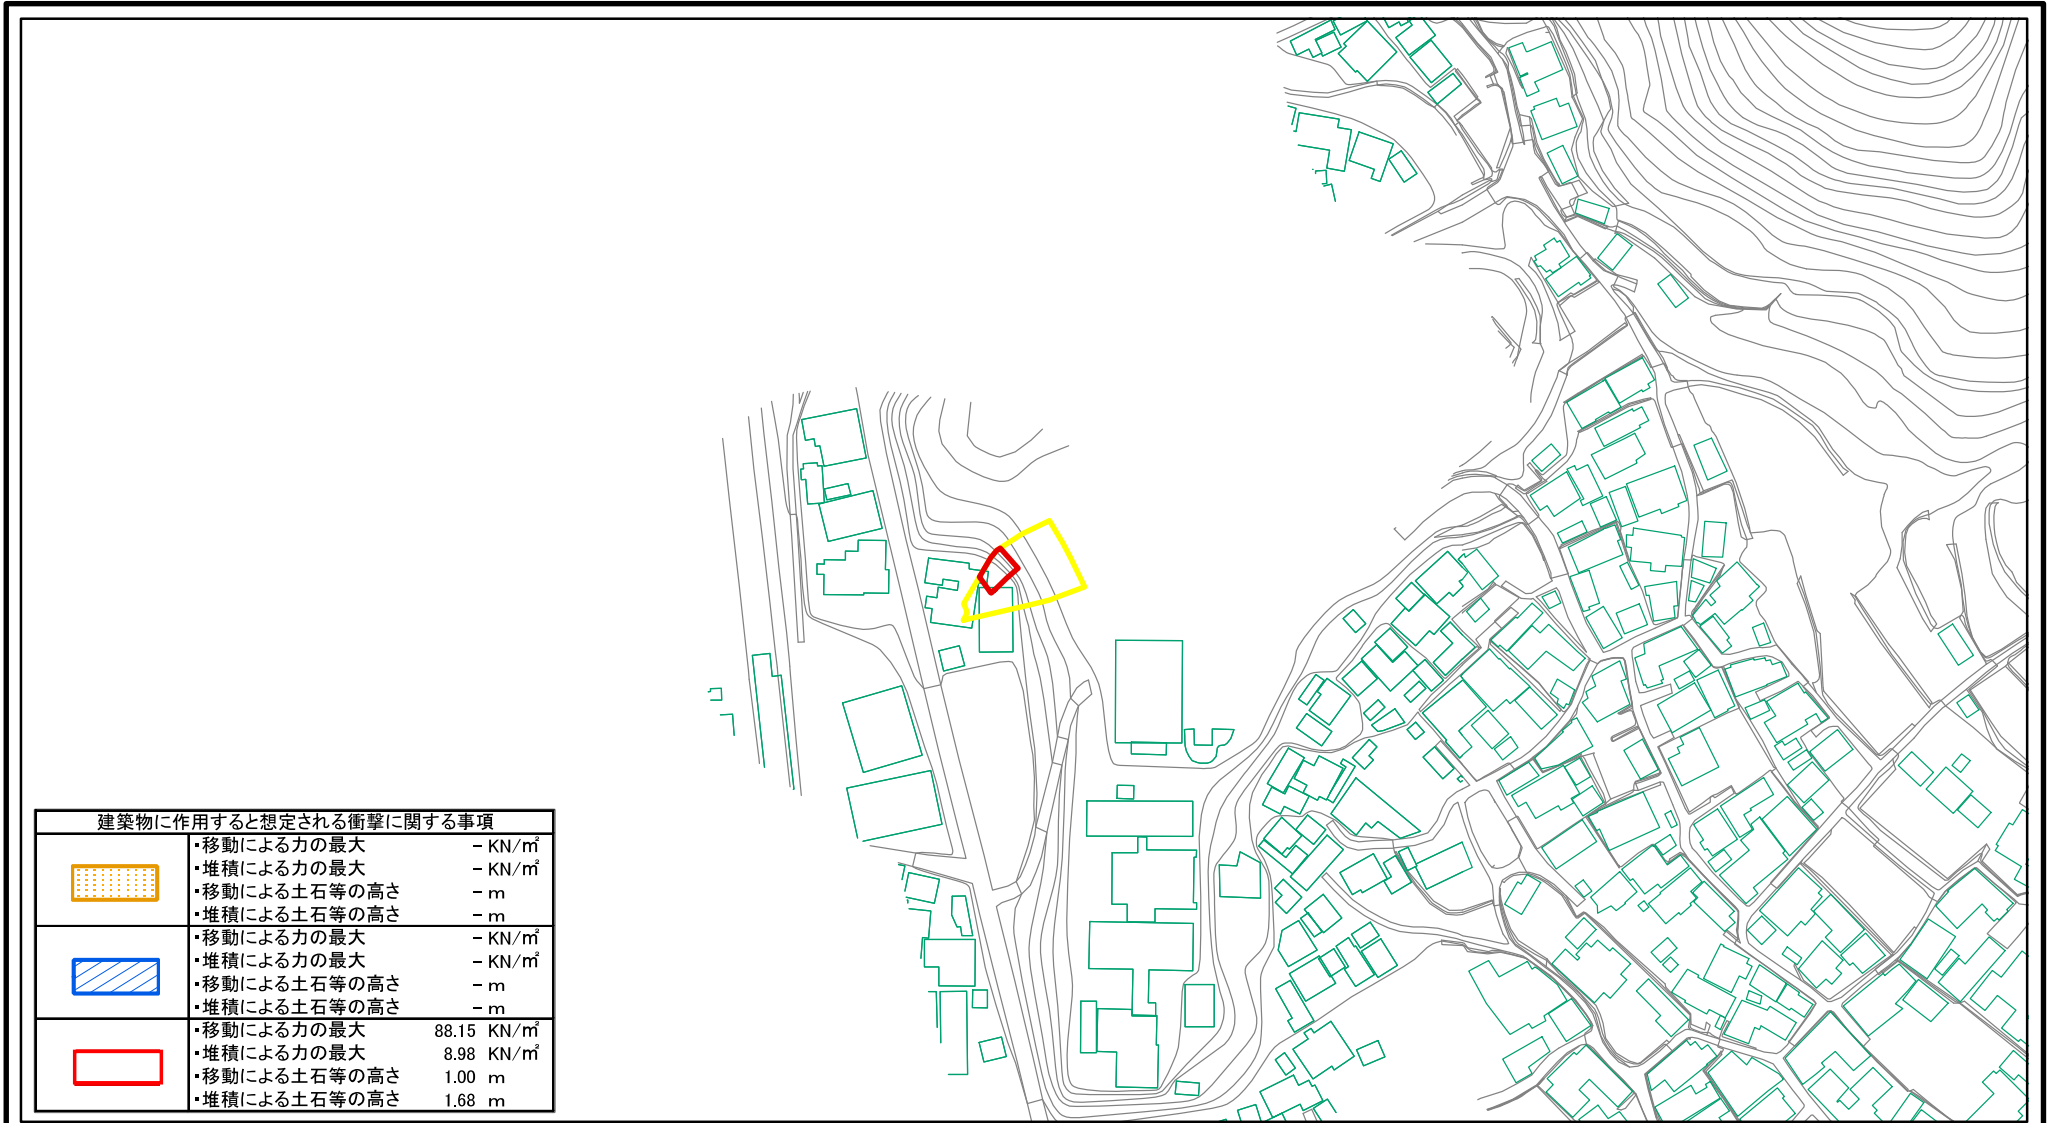 建築物に作用すると想定される衝撃に関する事項
・移動による力の最大 － KN/㎡
・堆積による力の最大 － KN/㎡
・移動による土石等の高さ － m
・堆積による土石等の高さ － m
・移動による力の最大 － KN/㎡
・堆積による力の最大 － KN/㎡
・移動による土石等の高さ － m
・堆積による土石等の高さ － m
・移動による力の最大 88.15 KN/㎡
・堆積による力の最大 8.98 KN/㎡
・移動による土石等の高さ 1.00 m
・堆積による土石等の高さ 1.68 m